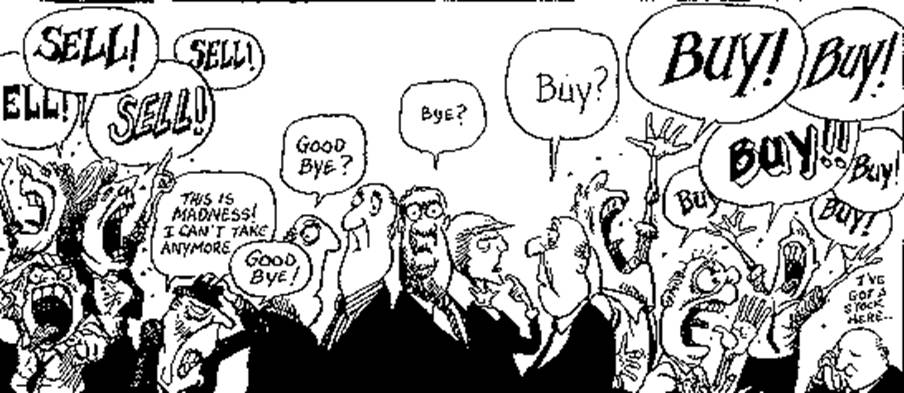 SELL!
SELL!
ELL!
SELL!
THIS IS
MADNESS!
I CAN'T TAKE
ANYMORE
GOOD
BYE!
GOOD
BYE?
BYE?
Buy?
BUY!
BUY!
BUY!!
BUY!
BU
BUY!
I'VE
GOT A
STOCK
HERE..